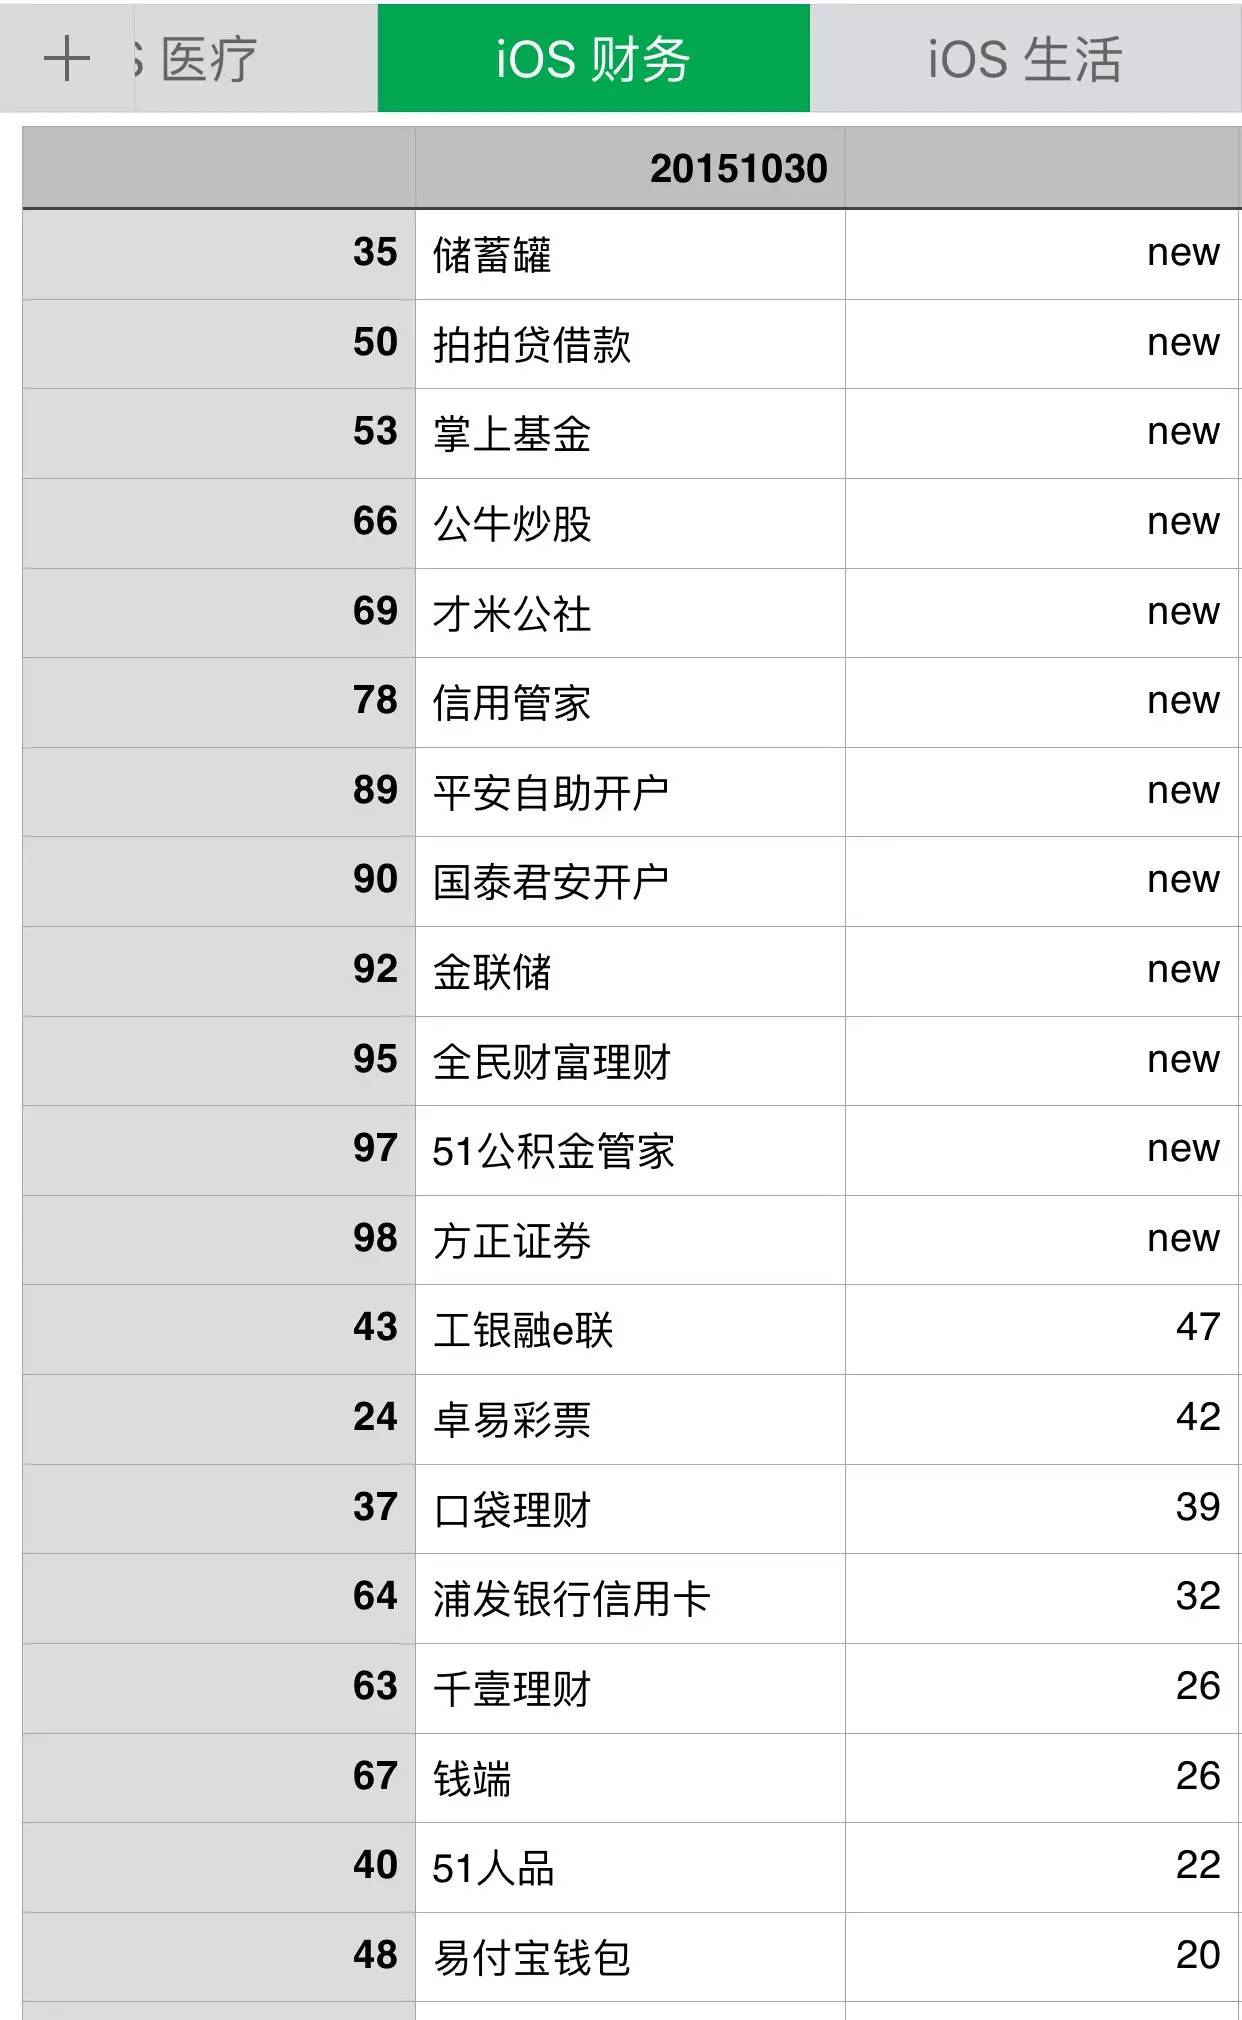 医疗 iOS 财务 iOS 生活
20151030
35 储蓄罐 new
50 拍拍贷借款 new
53 掌上基金 new
66 公牛炒股 new
69 才米公社 new
78 信用管家 new
89 平安自助开户 new
90 国泰君安开户 new
92 金联储 new
95 全民财富理财 new
97 51公积金管家 new
98 方正证券 new
43 工银融e联 47
24 卓易彩票 42
37 口袋理财 39
64 浦发银行信用卡 32
63 千壹理财 26
67 钱端 26
40 51人品 22
48 易付宝钱包 20